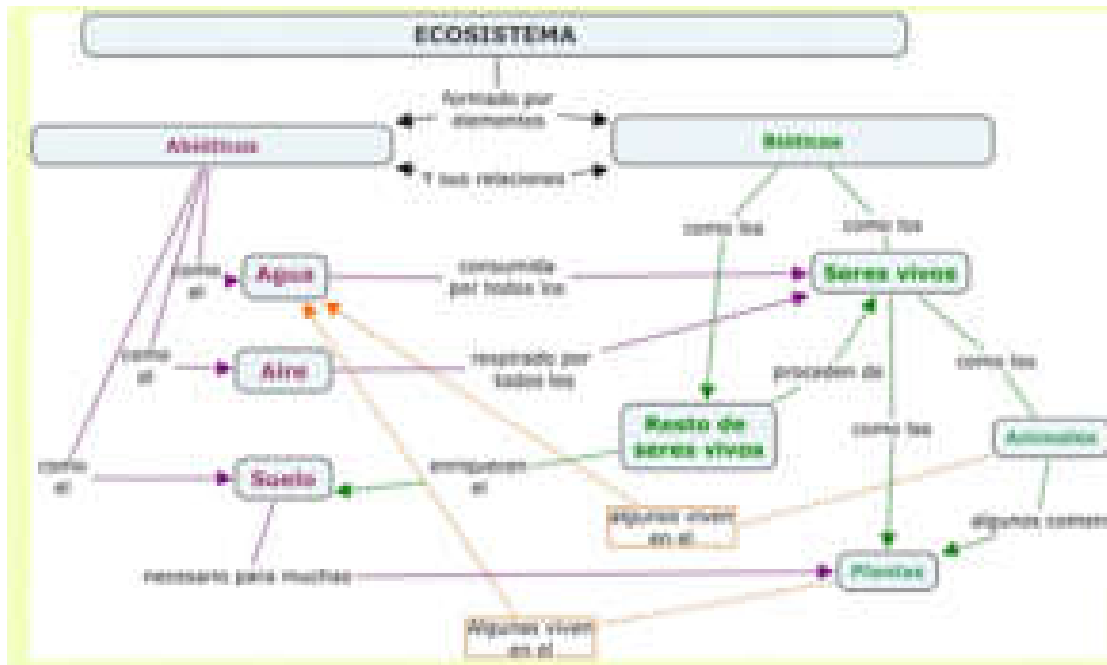 ECOSISTEMA
formado por
elementos
Abióticos
Bióticos
Y sus relaciones
como los
como los
como
el
Agua
consumida
por todos los
Seres vivos
como
el
Aire
respirado por
todos los
proceden de
como los
Resto de
seres vivos
como las
Animales
como
el
Suelo
enriquecen
el
algunos viven
en el
algunos comen
necesario para muchas
Plantas
Algunas viven
en el